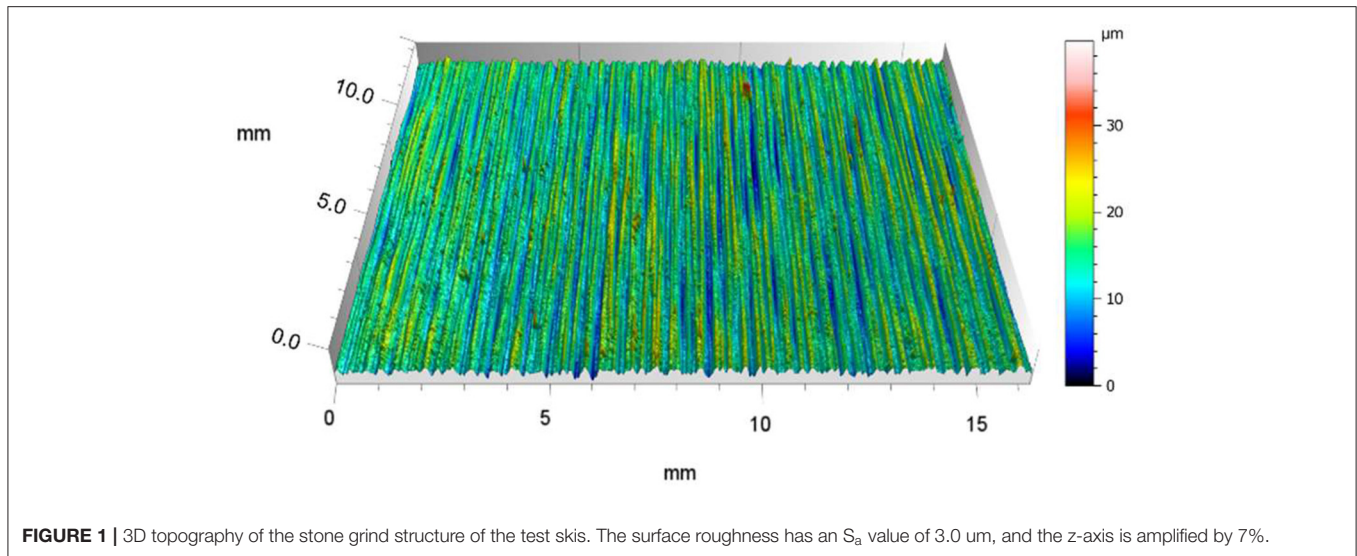 µm
10.0
mm
30
5.0
20
10
0.0
0
0
5
10
15
mm
FIGURE 1 | 3D topography of the stone grind structure of the test skis. The surface roughness has an Sa value of 3.0 um, and the z-axis is amplified by 7%.